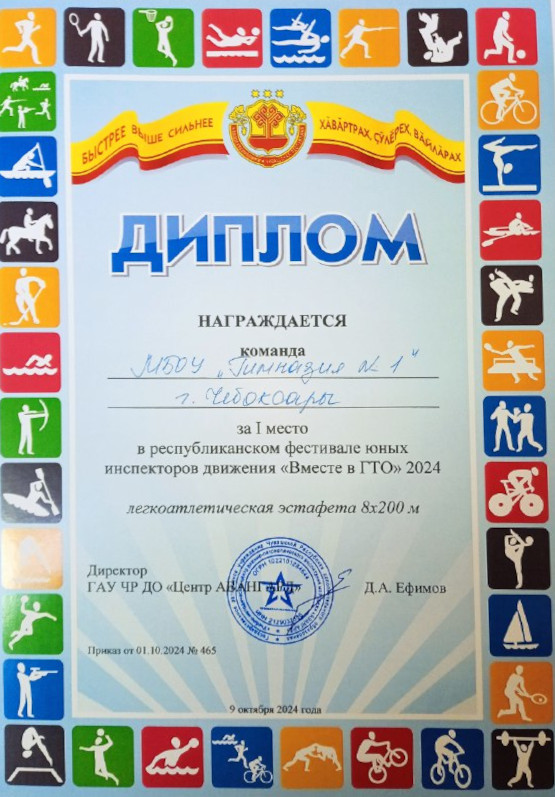 БЫСТРЕЕ ВЫШЕ СИЛЬНЕЕ
ХӐВӐРТРАХ, ҪӲЛЛӖРЕХ, ВӐЙЛӐРАХ
ДИПЛОМ
НАГРАЖДАЕТСЯ
команда
МБОУ „Гимназия № 1"
г. Чебоксары
за I место
в республиканском фестивале юных
инспекторов движения «Вместе в ГТО» 2024
легкоатлетическая эстафета 8x200 м
Директор
ГАУ ЧР ДО «Центр АВАНГАРД» Д.А. Ефимов
Приказ от 01.10.2024 № 465
9 октября 2024 года